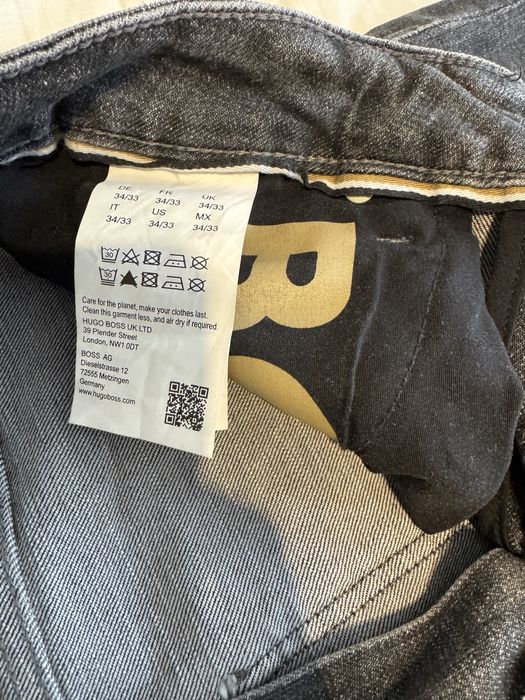 DE FR UK
34/33 34/33 34/33
IT US MX
34/33 34/33 34/33
30
30
Care for the planet, make your clothes last.
Clean this garment less, and air dry if required.
HUGO BOSS UK LTD
39 Plender Street
London, NW1 0DT
BOSS AG
Dieselstrasse 12
72555 Metzingen
Germany
www.hugoboss.com
B